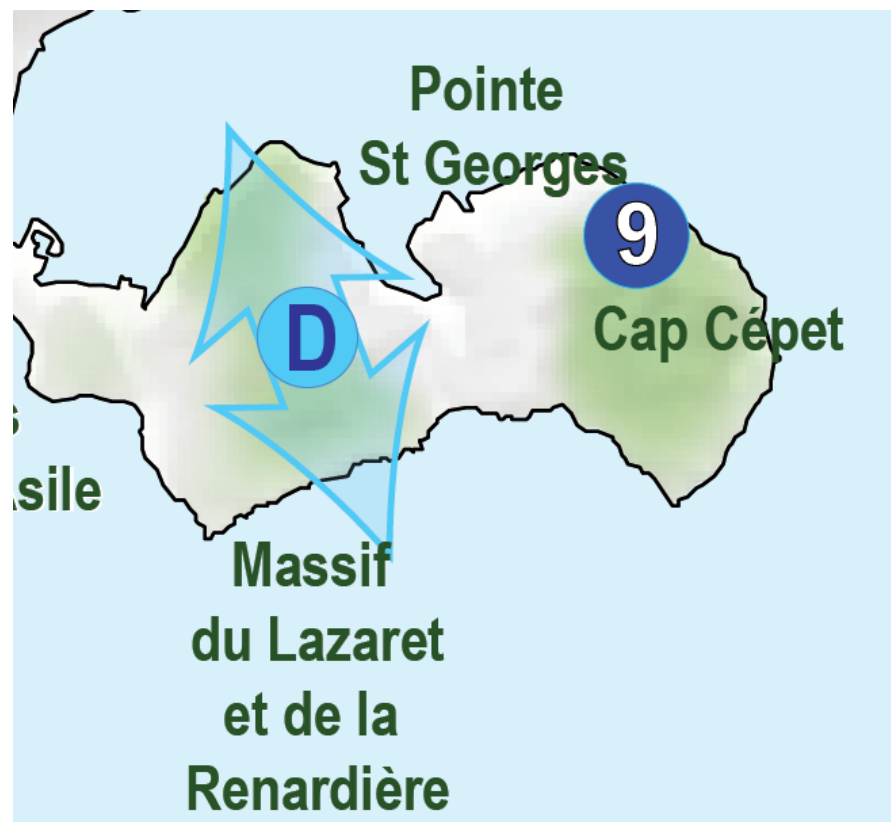 Pointe
St Georges
9
Cap Cépet
D
Massif
du Lazaret
et de la
Renardière